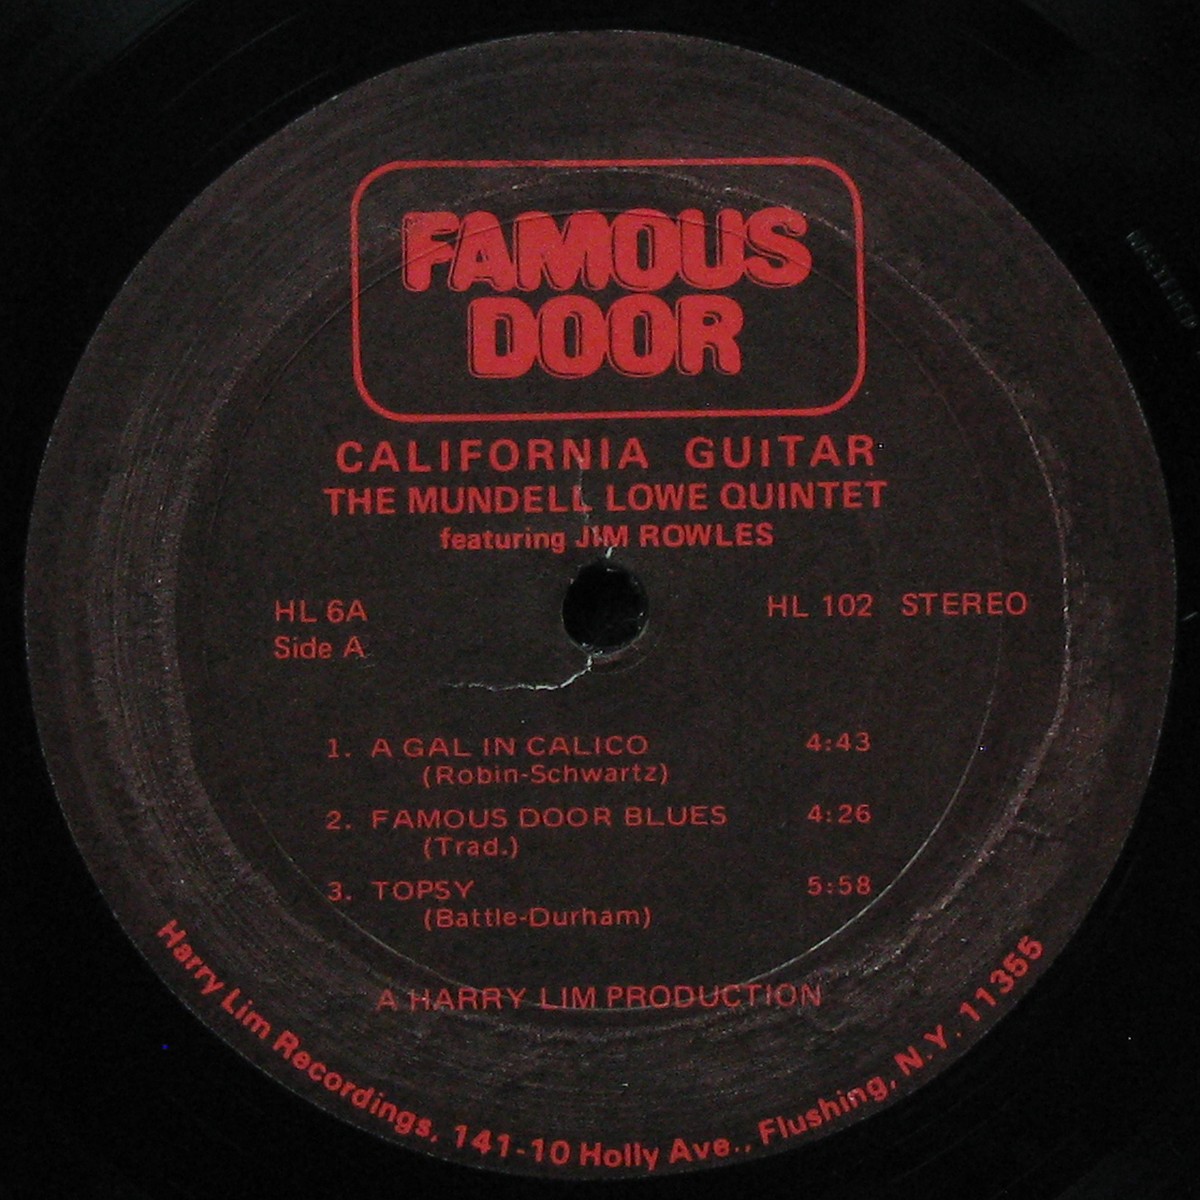 FAMOUS
DOOR
CALIFORNIA GUITAR
THE MUNDELL LOWE QUINTET
featuring JIM ROWLES
HL 6A
Side A
HL 102 STEREO
1. A GAL IN CALICO 4:43
(Robin-Schwartz)
2. FAMOUS DOOR BLUES 4:26
(Trad.)
3. TOPSY 5:58
(Battle-Durham)
A HARRY LIM PRODUCTION
Harry Lim Recordings, 141-10 Holly Ave., Flushing, N.Y. 11355